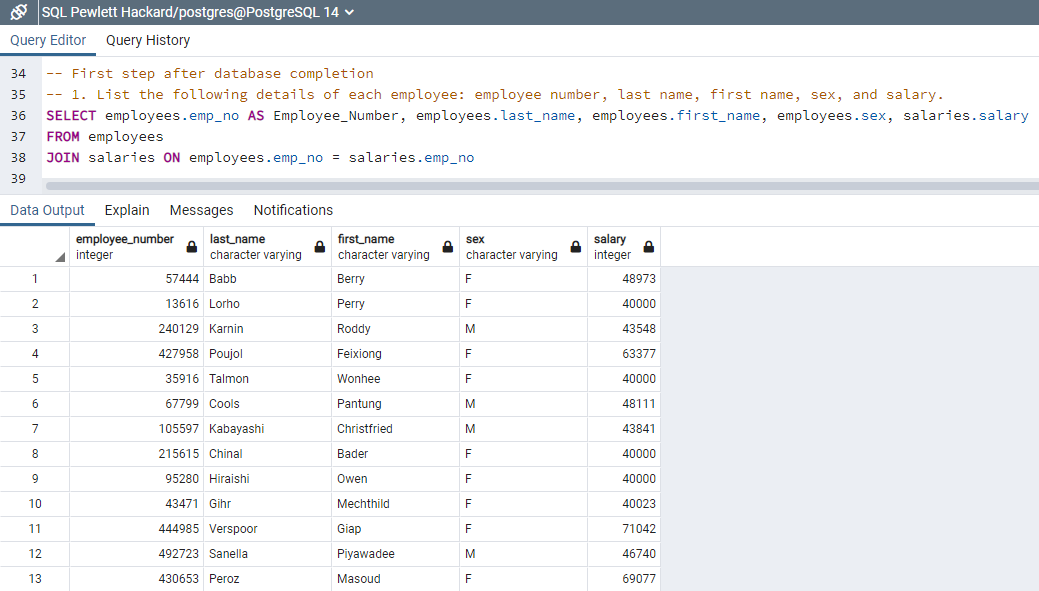 SQL Pewlett Hackard/postgres@PostgreSQL 14
Query Editor Query History
34 -- First step after database completion
35 -- 1. List the following details of each employee: employee number, last name, first name, sex, and salary.
36 SELECT employees.emp_no AS Employee_Number, employees.last_name, employees.first_name, employees.sex, salaries.salary
37 FROM employees
38 JOIN salaries ON employees.emp_no = salaries.emp_no
39
Data Output Explain Messages Notifications
employee_number last_name first_name sex salary
integer character varying character varying character varying integer
1 57444 Babb Berry F 48973
2 13616 Lorho Perry F 40000
3 240129 Karnin Roddy M 43548
4 427958 Poujol Feixiong F 63377
5 35916 Talmon Wonhee F 40000
6 67799 Cools Pantung M 48111
7 105597 Kabayashi Christfried M 43841
8 215615 Chinal Bader F 40000
9 95280 Hiraishi Owen F 40000
10 43471 Gihr Mechthild F 40023
11 444985 Verspoor Giap F 71042
12 492723 Sanella Piyawadee M 46740
13 430653 Peroz Masoud F 69077